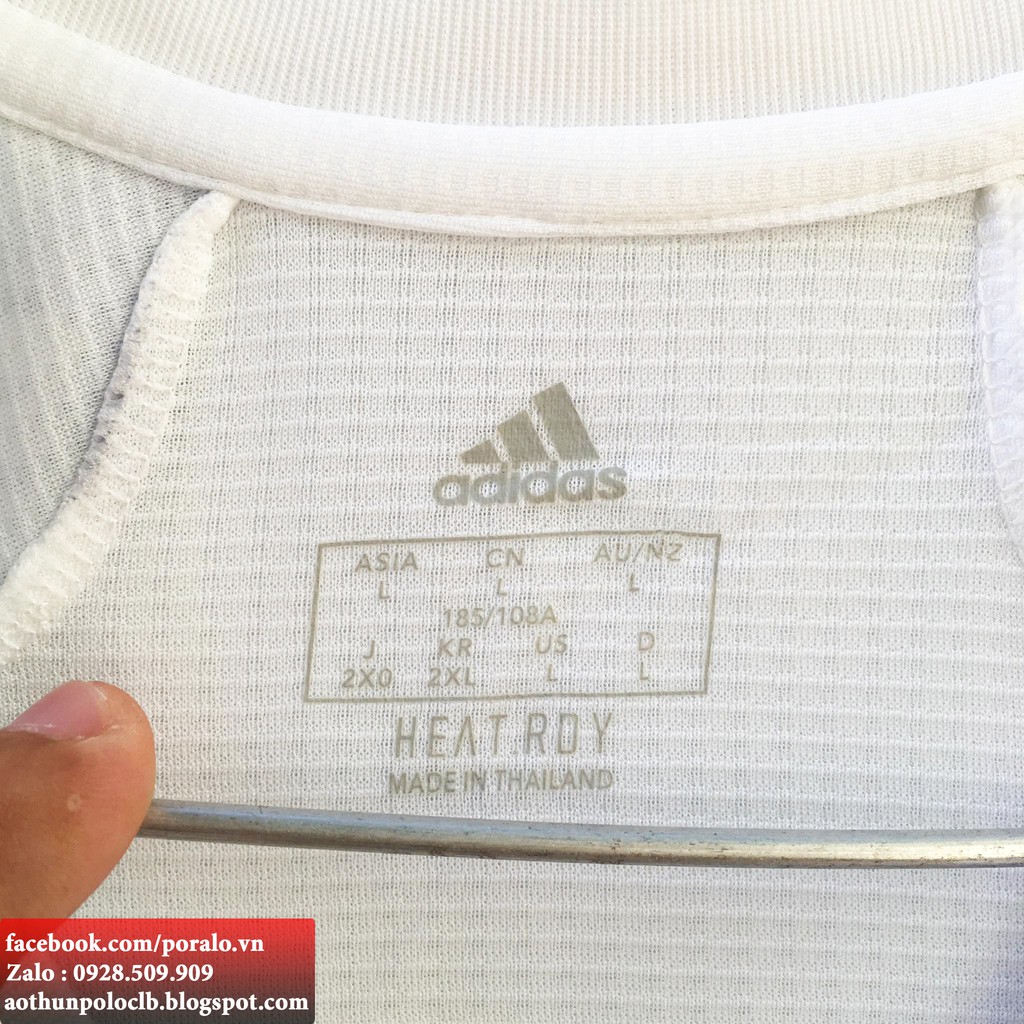 adidas
ASIA CN AU/NZ
L L L
185/108A
J KR US D
2XO 2XL L L
HEAT.RDY
MADE IN THAILAND
facebook.com/poralo.vn
Zalo : 0928.509.909
aothunpoloclb.blogspot.com